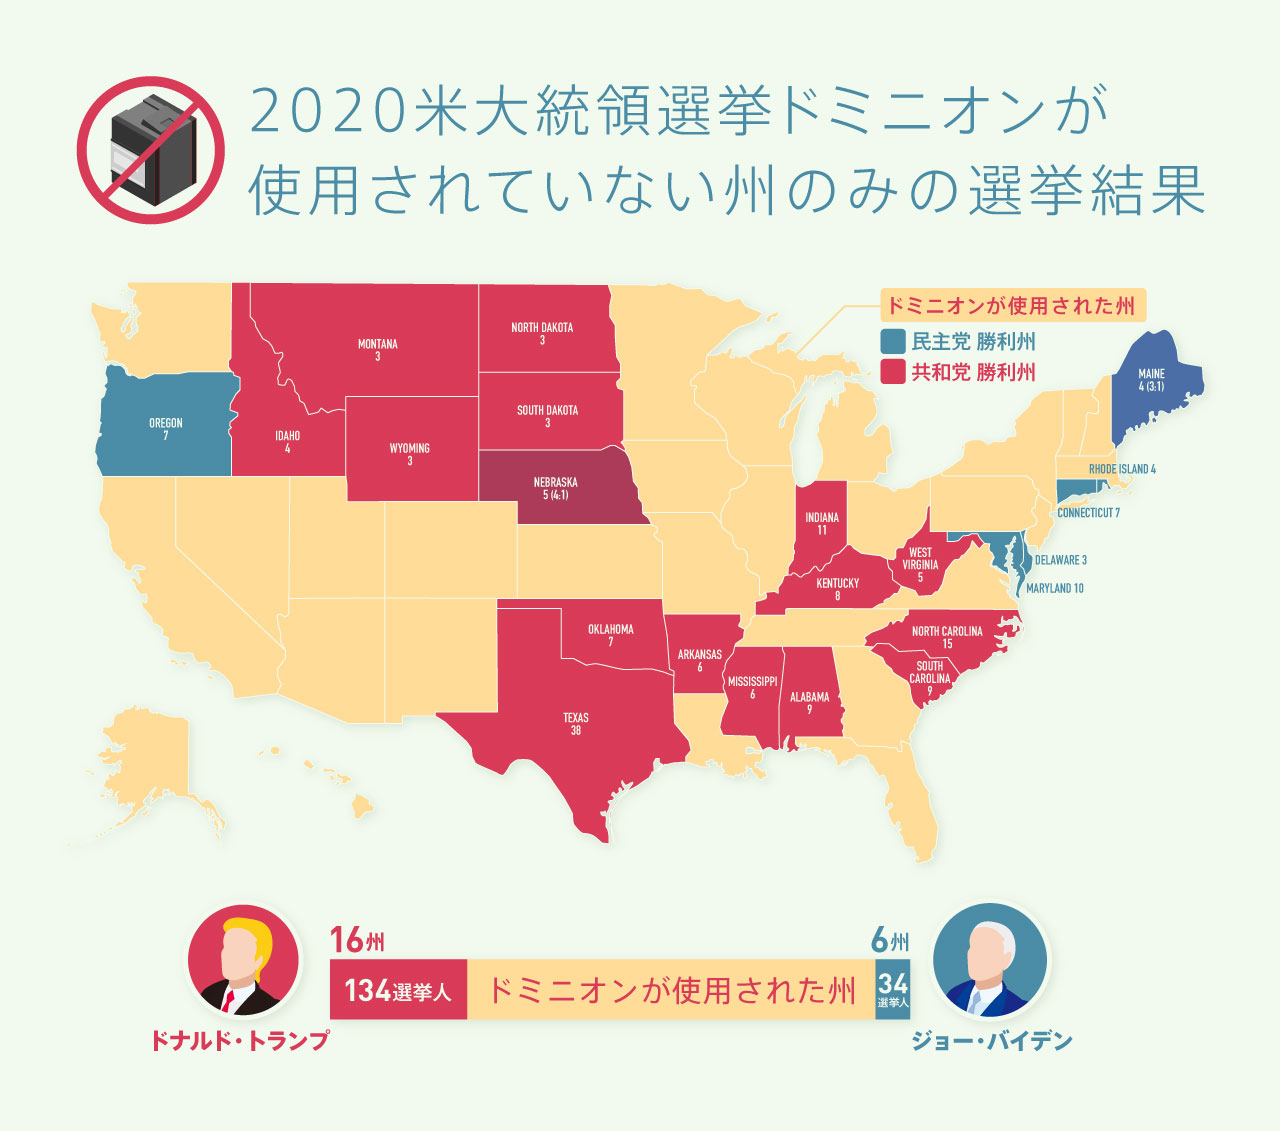 2020米大統領選挙ドミニオンが
使用されていない州のみの選挙結果
ドミニオンが使用された州
民主党 勝利州
共和党 勝利州
MONTANA
3
NORTH DAKOTA
3
MAINE
4 (3:1)
OREGON
7
IDAHO
4
WYOMING
3
SOUTH DAKOTA
3
NEBRASKA
5 (4:1)
RHODE ISLAND 4
CONNECTICUT 7
INDIANA
11
WEST
VIRGINIA
5
DELAWARE 3
MARYLAND 10
KENTUCKY
8
OKLAHOMA
7
ARKANSAS
6
NORTH CAROLINA
15
SOUTH
CAROLINA
9
MISSISSIPPI
6
ALABAMA
9
TEXAS
38
16州
6州
134選挙人
ドミニオンが使用された州
34
選挙人
ドナルド・トランプ
ジョー・バイデン